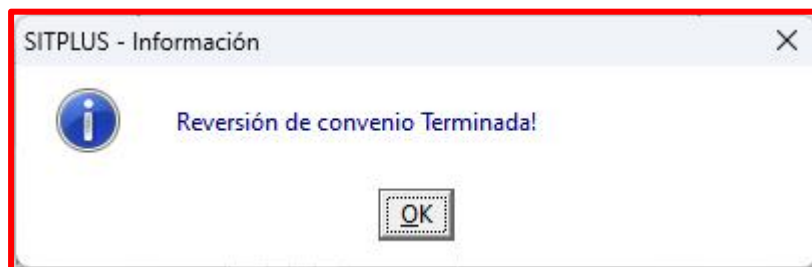 SITPLUS - Información
Reversión de convenio Terminada!
OK